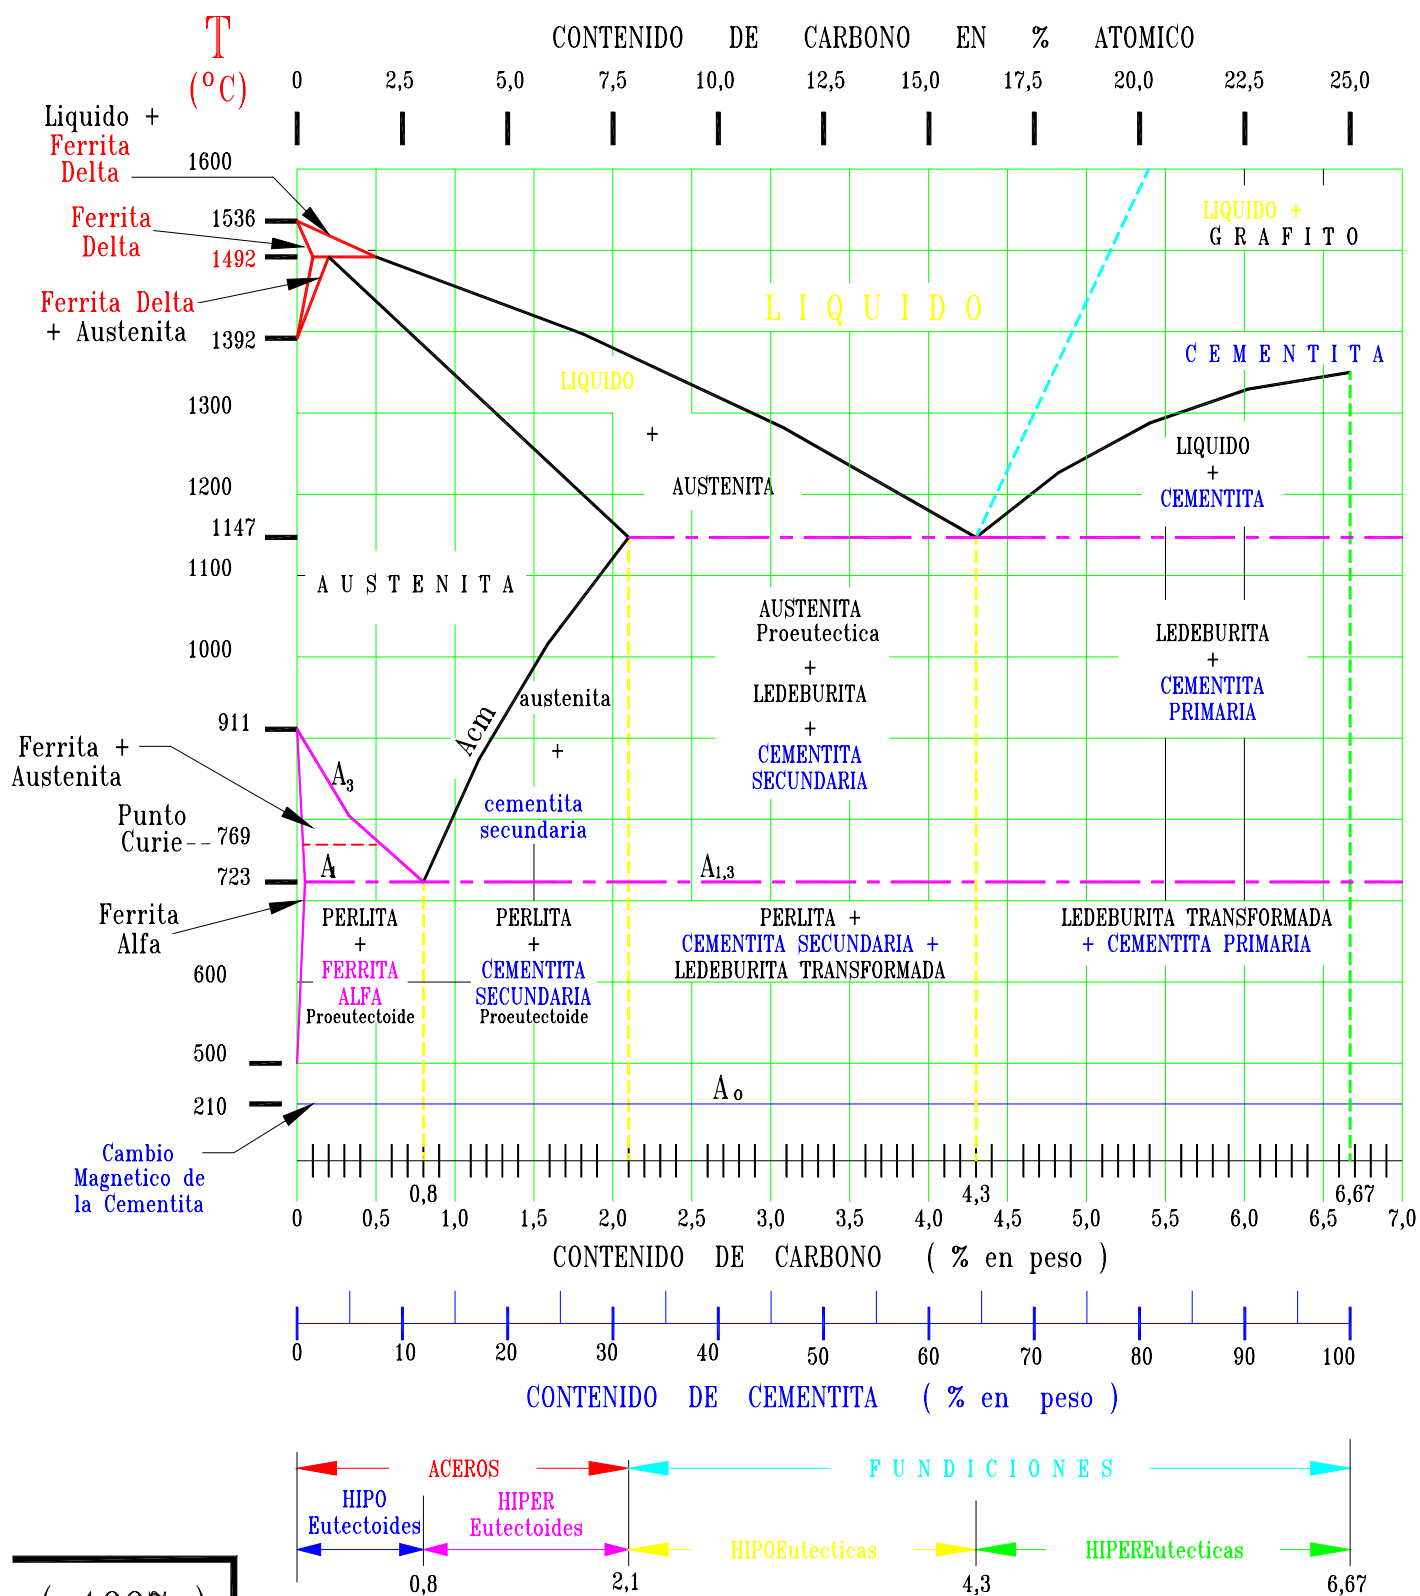 T
(°C)
CONTENIDO DE CARBONO EN % ATOMICO
0 2,5 5,0 7,5 10,0 12,5 15,0 17,5 20,0 22,5 25,0
Liquido +
Ferrita
Delta
1600
1536
Ferrita
Delta
1492
Ferrita Delta
+ Austenita
1392
LIQUIDO +
GRAFITO
LIQUIDO
CEMENTITA
LIQUIDO
+
AUSTENITA
1300
LIQUIDO
+
CEMENTITA
1200
1147
1100
AUSTENITA
AUSTENITA
Proeutectica
+
LEDEBURITA
+
CEMENTITA
SECUNDARIA
LEDEBURITA
+
CEMENTITA
PRIMARIA
1000
austenita
+
cementita
secundaria
Acm
911
Ferrita +
Austenita
A3
Punto
Curie--769
A1
A1,3
723
Ferrita
Alfa
PERLITA
+
FERRITA
ALFA
Proeutectoide
PERLITA
+
CEMENTITA
SECUNDARIA
Proeutectoide
PERLITA +
CEMENTITA SECUNDARIA +
LEDEBURITA TRANSFORMADA
LEDEBURITA TRANSFORMADA
+ CEMENTITA PRIMARIA
600
500
A0
210
Cambio
Magnetico de
la Cementita
0,8 4,3 6,67
0 0,5 1,0 1,5 2,0 2,5 3,0 3,5 4,0 4,5 5,0 5,5 6,0 6,5 7,0
CONTENIDO DE CARBONO ( % en peso )
0 10 20 30 40 50 60 70 80 90 100
CONTENIDO DE CEMENTITA ( % en peso )
ACEROS
FUNDICIONES
HIPO
Eutectoides
HIPER
Eutectoides
HIPOEutecticas
HIPEREutecticas
0,8 2,1 4,3 6,67